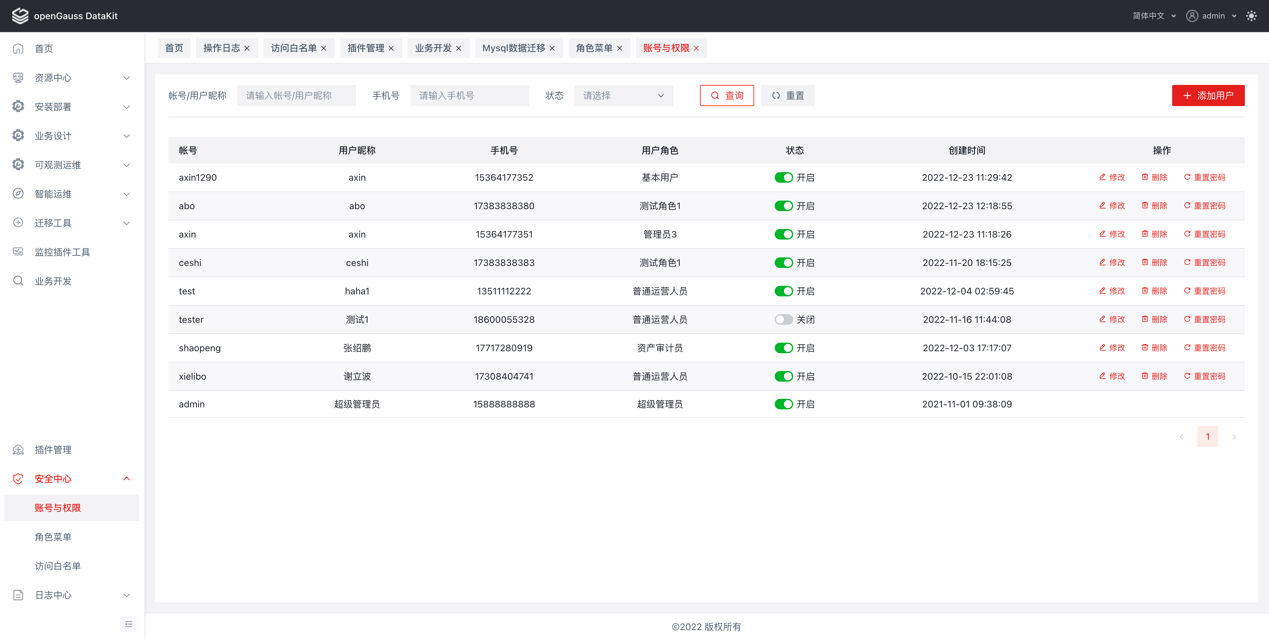 openGauss DataKit
简体中文 admin
首页
资源中心
安装部署
业务设计
可观测运维
智能运维
迁移工具
监控插件工具
业务开发
插件管理
安全中心
账号与权限
角色菜单
访问白名单
日志中心
首页 操作日志 访问白名单 插件管理 业务开发 Mysql数据迁移 角色菜单 账号与权限
帐号/用户昵称 请输入帐号/用户昵称 手机号 请输入手机号 状态 请选择 查询 重置 添加用户
帐号 用户昵称 手机号 用户角色 状态 创建时间 操作
axin1290 axin 15364177352 基本用户 开启 2022-12-23 11:29:42 修改 删除 重置密码
abo abo 17383838380 测试角色1 开启 2022-12-23 12:18:55 修改 删除 重置密码
axin axin 15364177351 管理员3 开启 2022-12-23 11:18:26 修改 删除 重置密码
ceshi ceshi 17383838383 测试角色1 开启 2022-11-20 18:15:25 修改 删除 重置密码
test haha1 13511112222 普通运营人员 开启 2022-12-04 02:59:45 修改 删除 重置密码
tester 测试1 18600055328 普通运营人员 关闭 2022-11-16 11:44:08 修改 删除 重置密码
shaopeng 张绍鹏 17717280919 资产审计员 开启 2022-12-03 17:17:07 修改 删除 重置密码
xielibo 谢立波 17308404741 普通运营人员 开启 2022-10-15 22:01:08 修改 删除 重置密码
admin 超级管理员 15888888888 超级管理员 开启 2021-11-01 09:38:09
1
©2022 版权所有